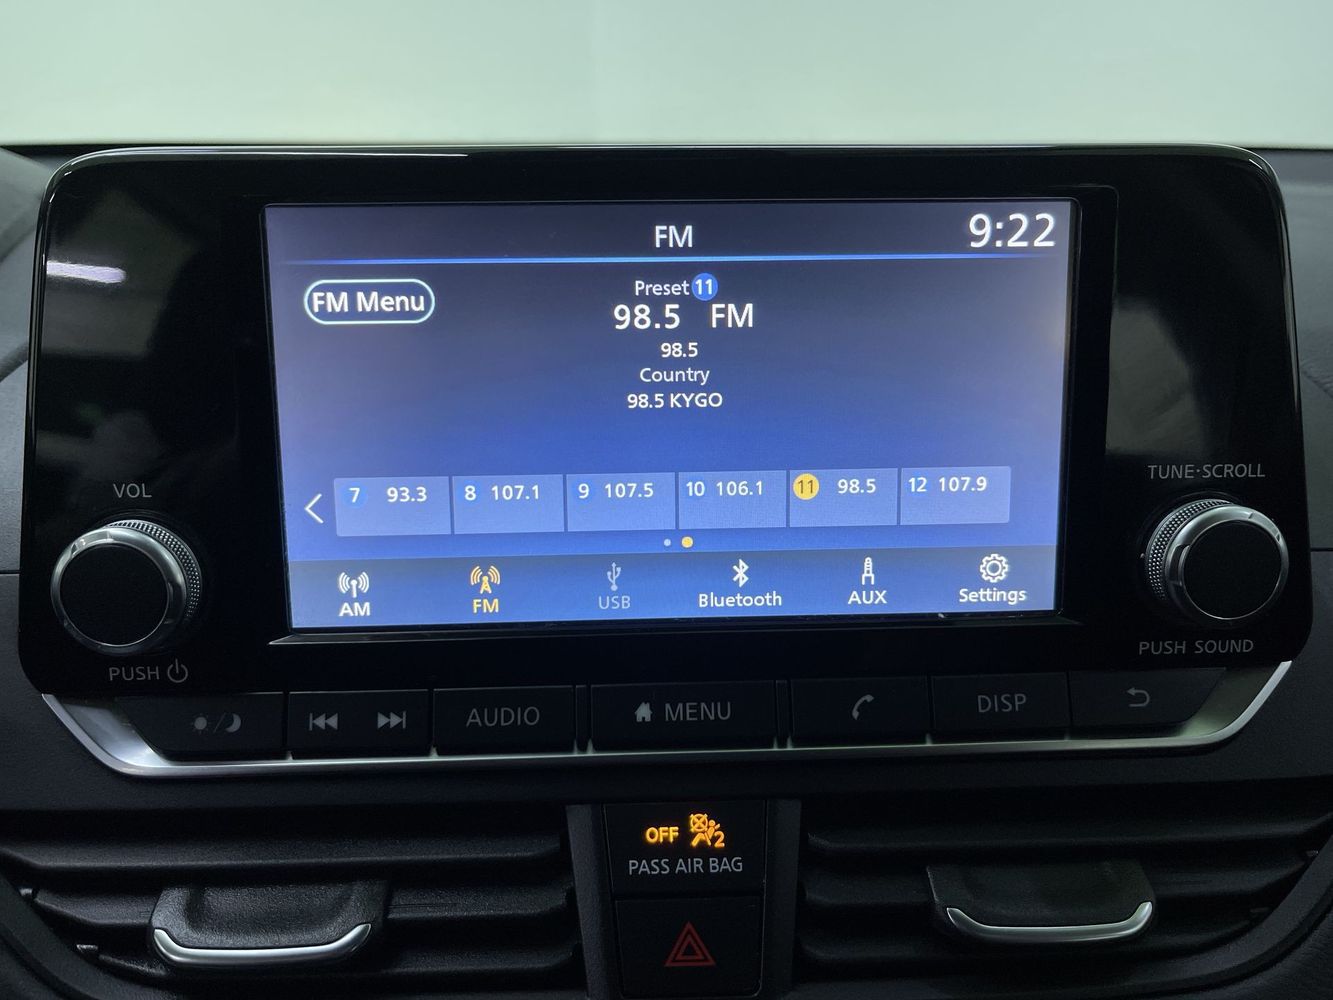 FM
9:22
FM Menu
Preset 11
98.5 FM
98.5
Country
98.5 KYGO
7 93.3
8 107.1
9 107.5
10 106.1
11 98.5
12 107.9
AM
FM
USB
Bluetooth
AUX
Settings
VOL
PUSH
TUNE·SCROLL
PUSH SOUND
AUDIO
MENU
DISP
OFF 2
PASS AIR BAG